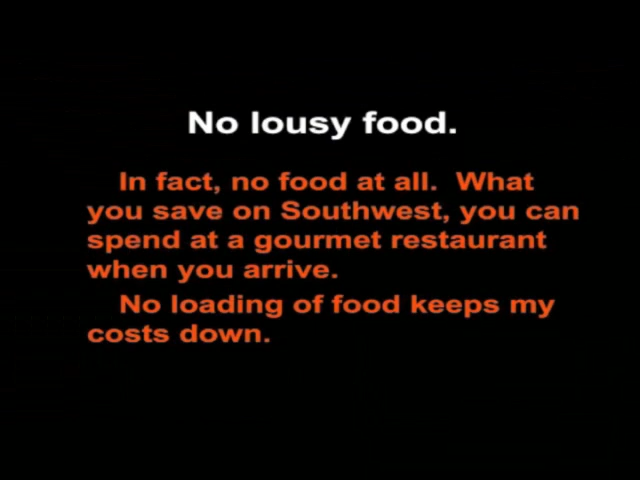 No lousy food.
In fact, no food at all.  What
you save on Southwest, you can
spend at a gourmet restaurant
when you arrive.
No loading of food keeps my
costs down.